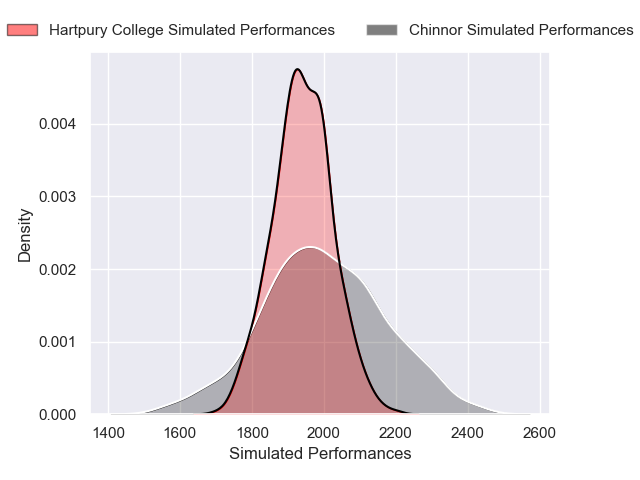 Hartpury College Simulated Performances Chinnor Simulated Performances
0.004
0.003
0.002
0.001
0.000
Density
1400 1600 1800 2000 2200 2400 2600
Simulated Performances